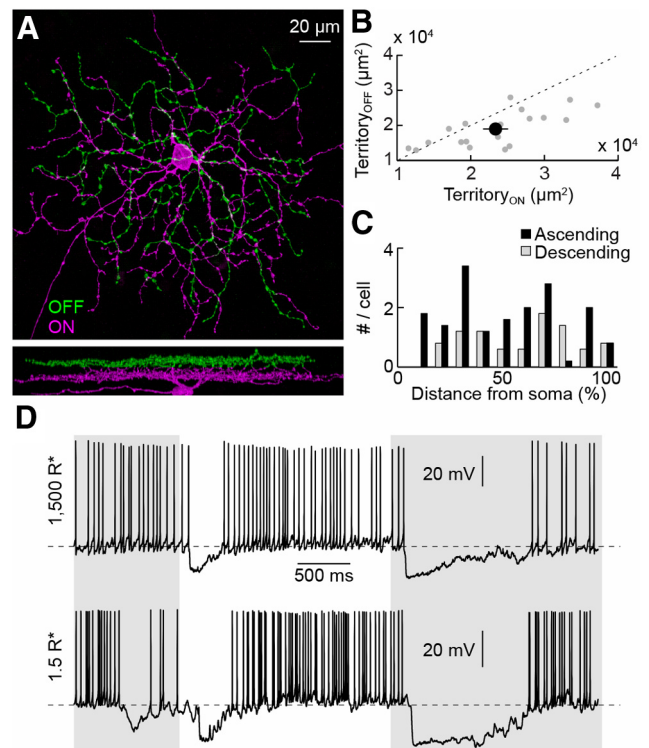 A
20 µm
OFF
ON
B
x 10⁴
Territory_OFF (µm²)
4
3
2
1
1 2 3 4
x 10⁴
Territory_ON (µm²)
C
Ascending
Descending
# / cell
4
2
0
0 50 100
Distance from soma (%)
D
1,500 R*
20 mV
500 ms
1.5 R*
20 mV